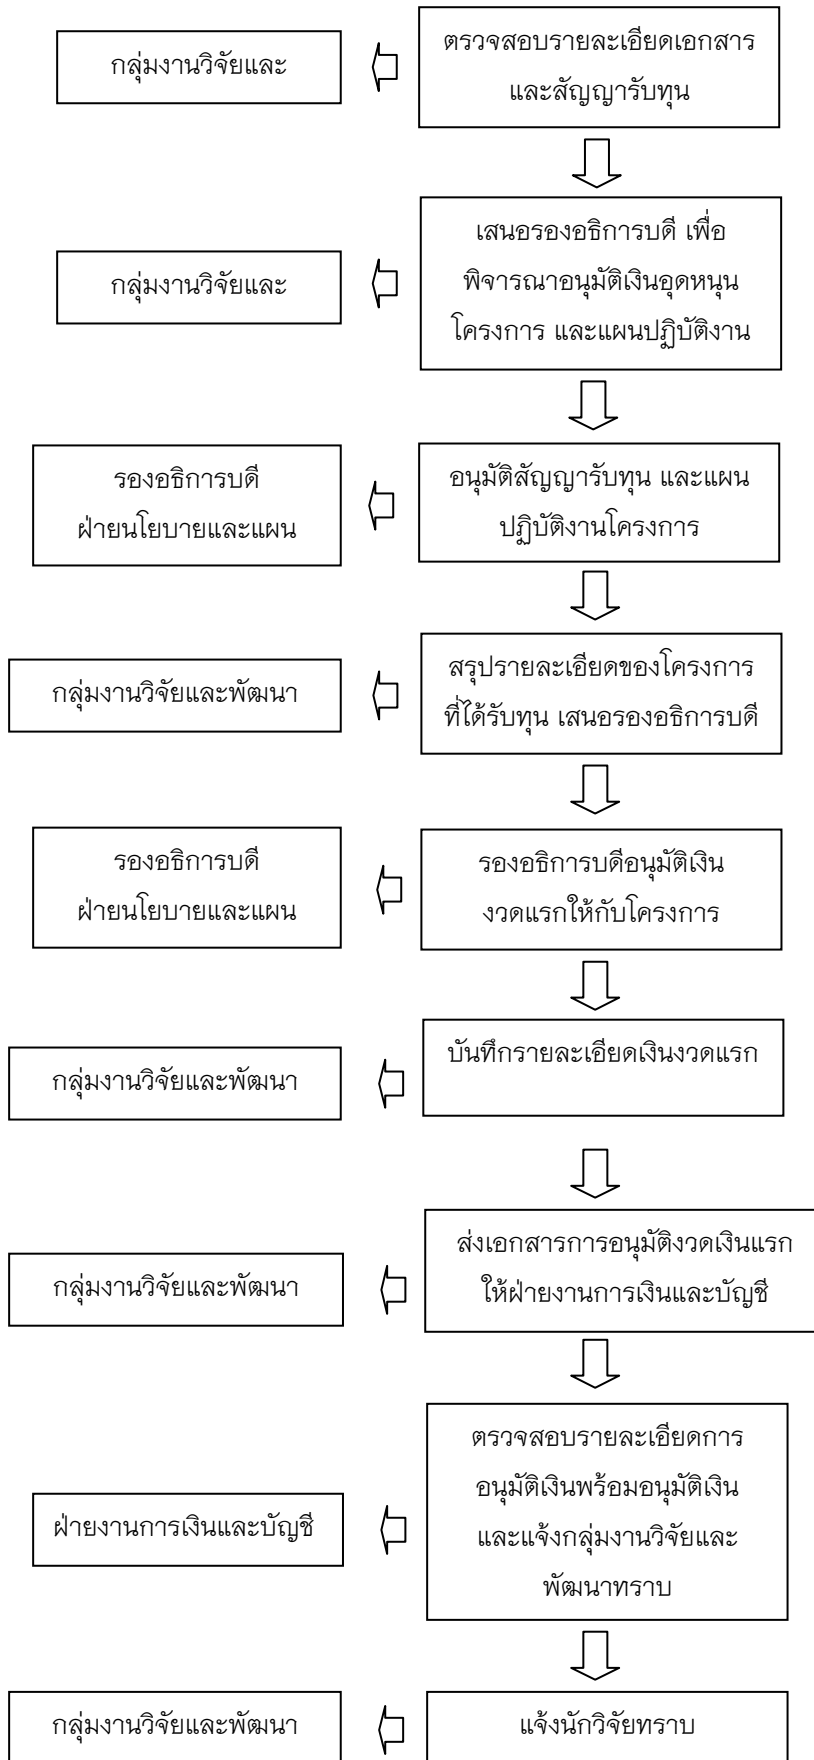 กลุ่มงานวิจัยและ
ตรวจสอบรายละเอียดเอกสาร
และสัญญารับทุน
กลุ่มงานวิจัยและ
เสนอรองอธิการบดี เพื่อ
พิจารณาอนุมัติเงินอุดหนุน
โครงการ และแผนปฏิบัติงาน
รองอธิการบดี
ฝ่ายนโยบายและแผน
อนุมัติสัญญารับทุน และแผน
ปฏิบัติงานโครงการ
กลุ่มงานวิจัยและพัฒนา
สรุปรายละเอียดของโครงการ
ที่ได้รับทุน เสนอรองอธิการบดี
รองอธิการบดี
ฝ่ายนโยบายและแผน
รองอธิการบดีอนุมัติเงิน
งวดแรกให้กับโครงการ
กลุ่มงานวิจัยและพัฒนา
บันทึกรายละเอียดเงินงวดแรก
กลุ่มงานวิจัยและพัฒนา
ส่งเอกสารการอนุมัติงวดเงินแรก
ให้ฝ่ายงานการเงินและบัญชี
ฝ่ายงานการเงินและบัญชี
ตรวจสอบรายละเอียดการ
อนุมัติเงินพร้อมอนุมัติเงิน
และแจ้งกลุ่มงานวิจัยและ
พัฒนาทราบ
กลุ่มงานวิจัยและพัฒนา
แจ้งนักวิจัยทราบ